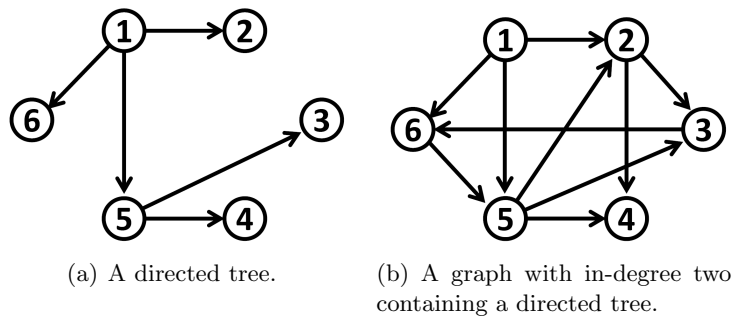 1 2 6 3 5 4
1 2 6 3 5 4
(a) A directed tree.
(b) A graph with in-degree two
containing a directed tree.